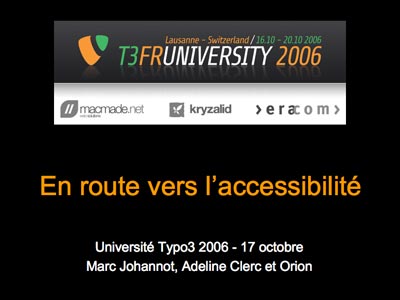 Lausanne – Switzerland / 16.10 – 20.10 2006
T3FRUNIVERSITY 2006
macmade.net
kryzalid
eracom
En route vers l’accessibilité
Université Typo3 2006 - 17 octobre
Marc Johannot, Adeline Clerc et Orion